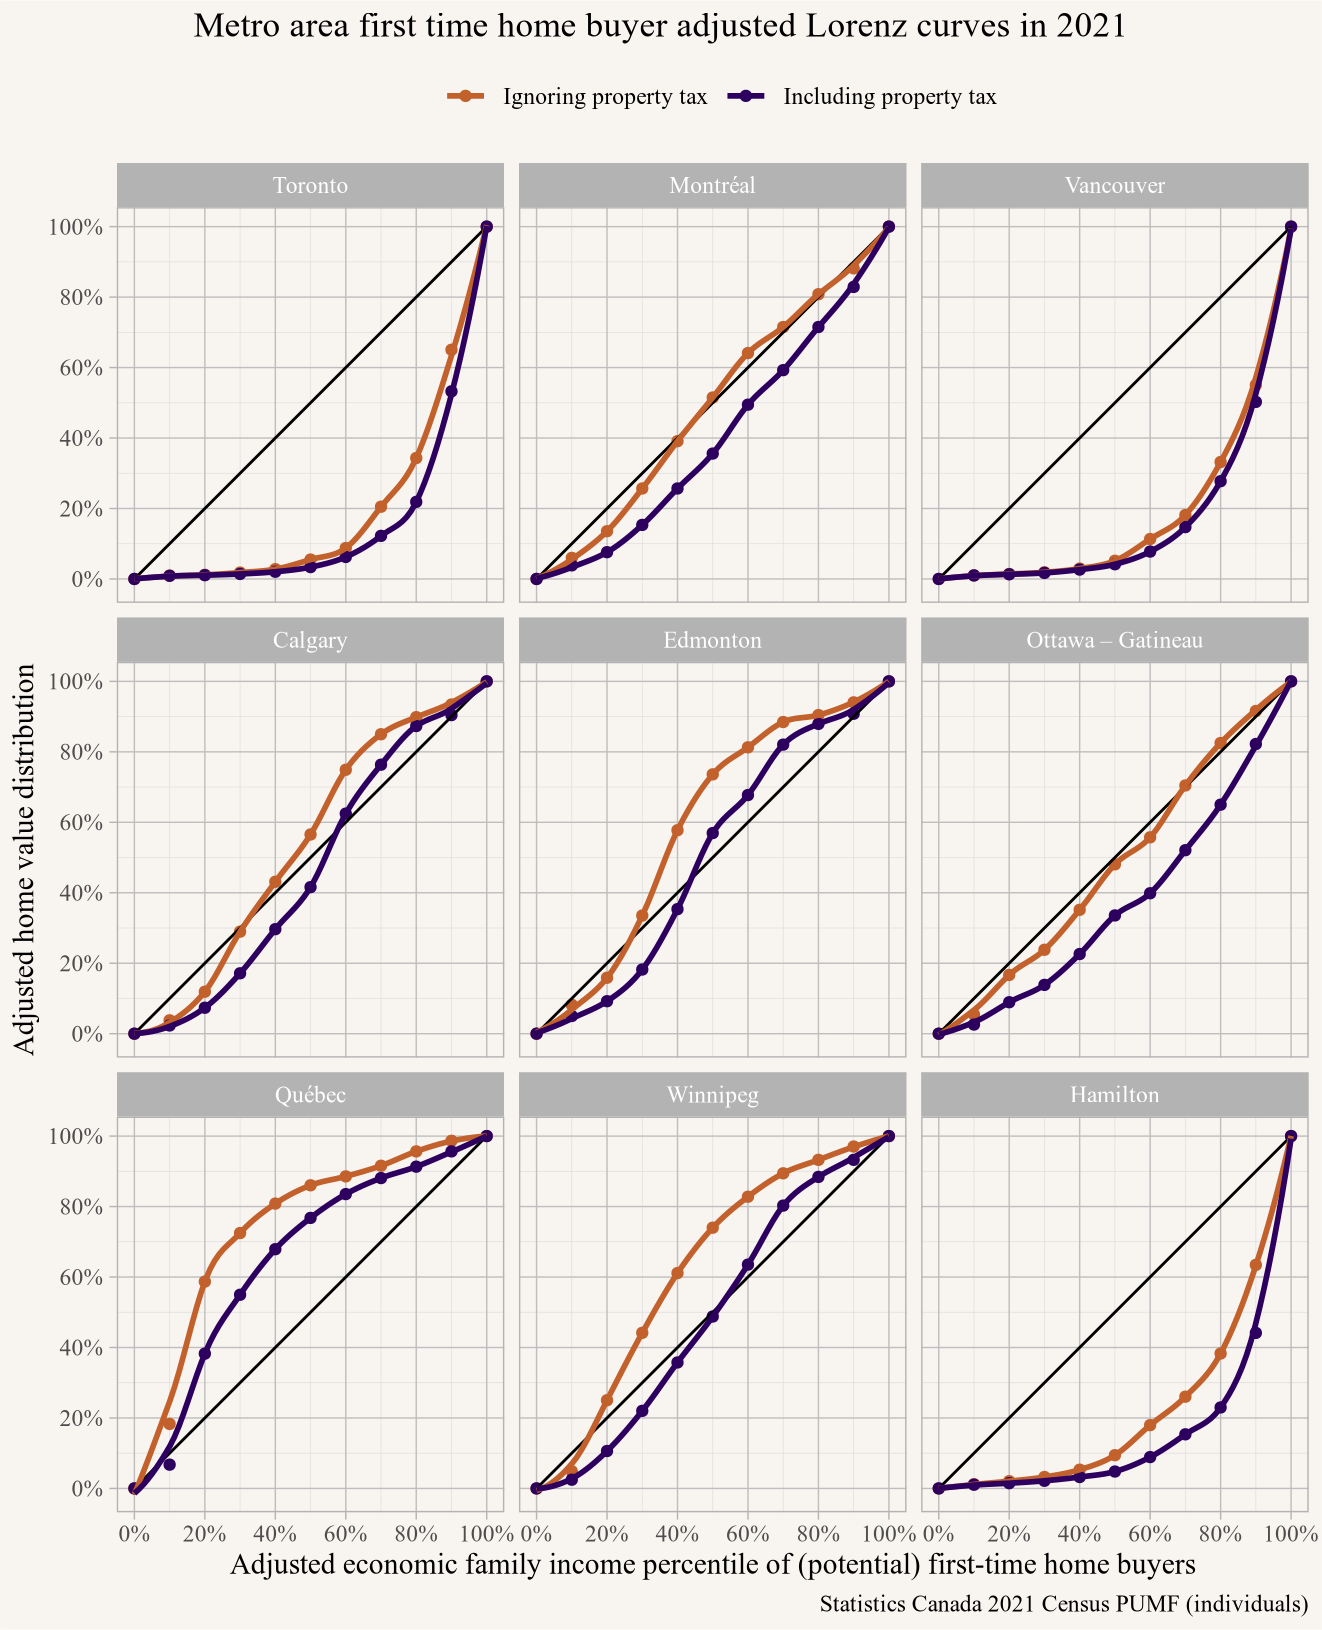 Metro area first time home buyer adjusted Lorenz curves in 2021
Ignoring property tax Including property tax
Toronto Montréal Vancouver
100%
80%
60%
40%
20%
0%
Calgary Edmonton Ottawa – Gatineau
100%
80%
60%
40%
20%
0%
Adjusted home value distribution
Québec Winnipeg Hamilton
100%
80%
60%
40%
20%
0%
0% 20% 40% 60% 80% 100% 0% 20% 40% 60% 80% 100% 0% 20% 40% 60% 80% 100%
Adjusted economic family income percentile of (potential) first-time home buyers
Statistics Canada 2021 Census PUMF (individuals)